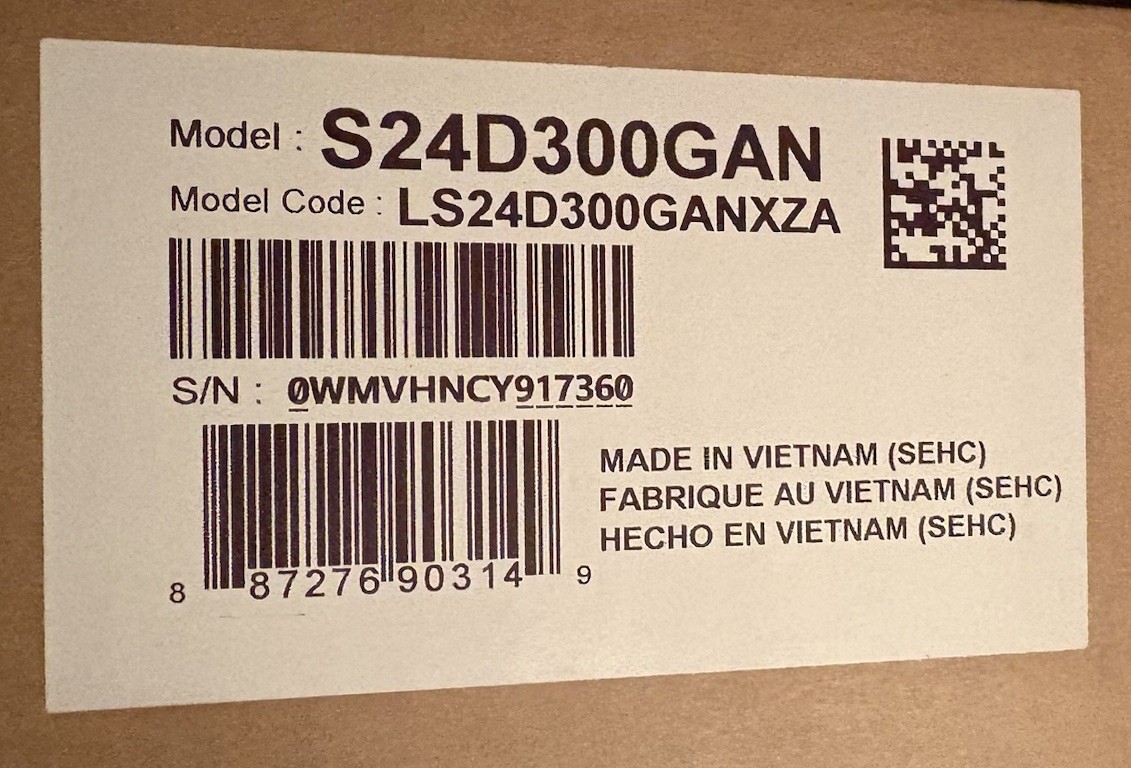 Model : S24D300GAN
Model Code : LS24D300GANXZA
S/N : 0WMVHNCY917360
8 87276 90314 9
MADE IN VIETNAM (SEHC)
FABRIQUE AU VIETNAM (SEHC)
HECHO EN VIETNAM (SEHC)